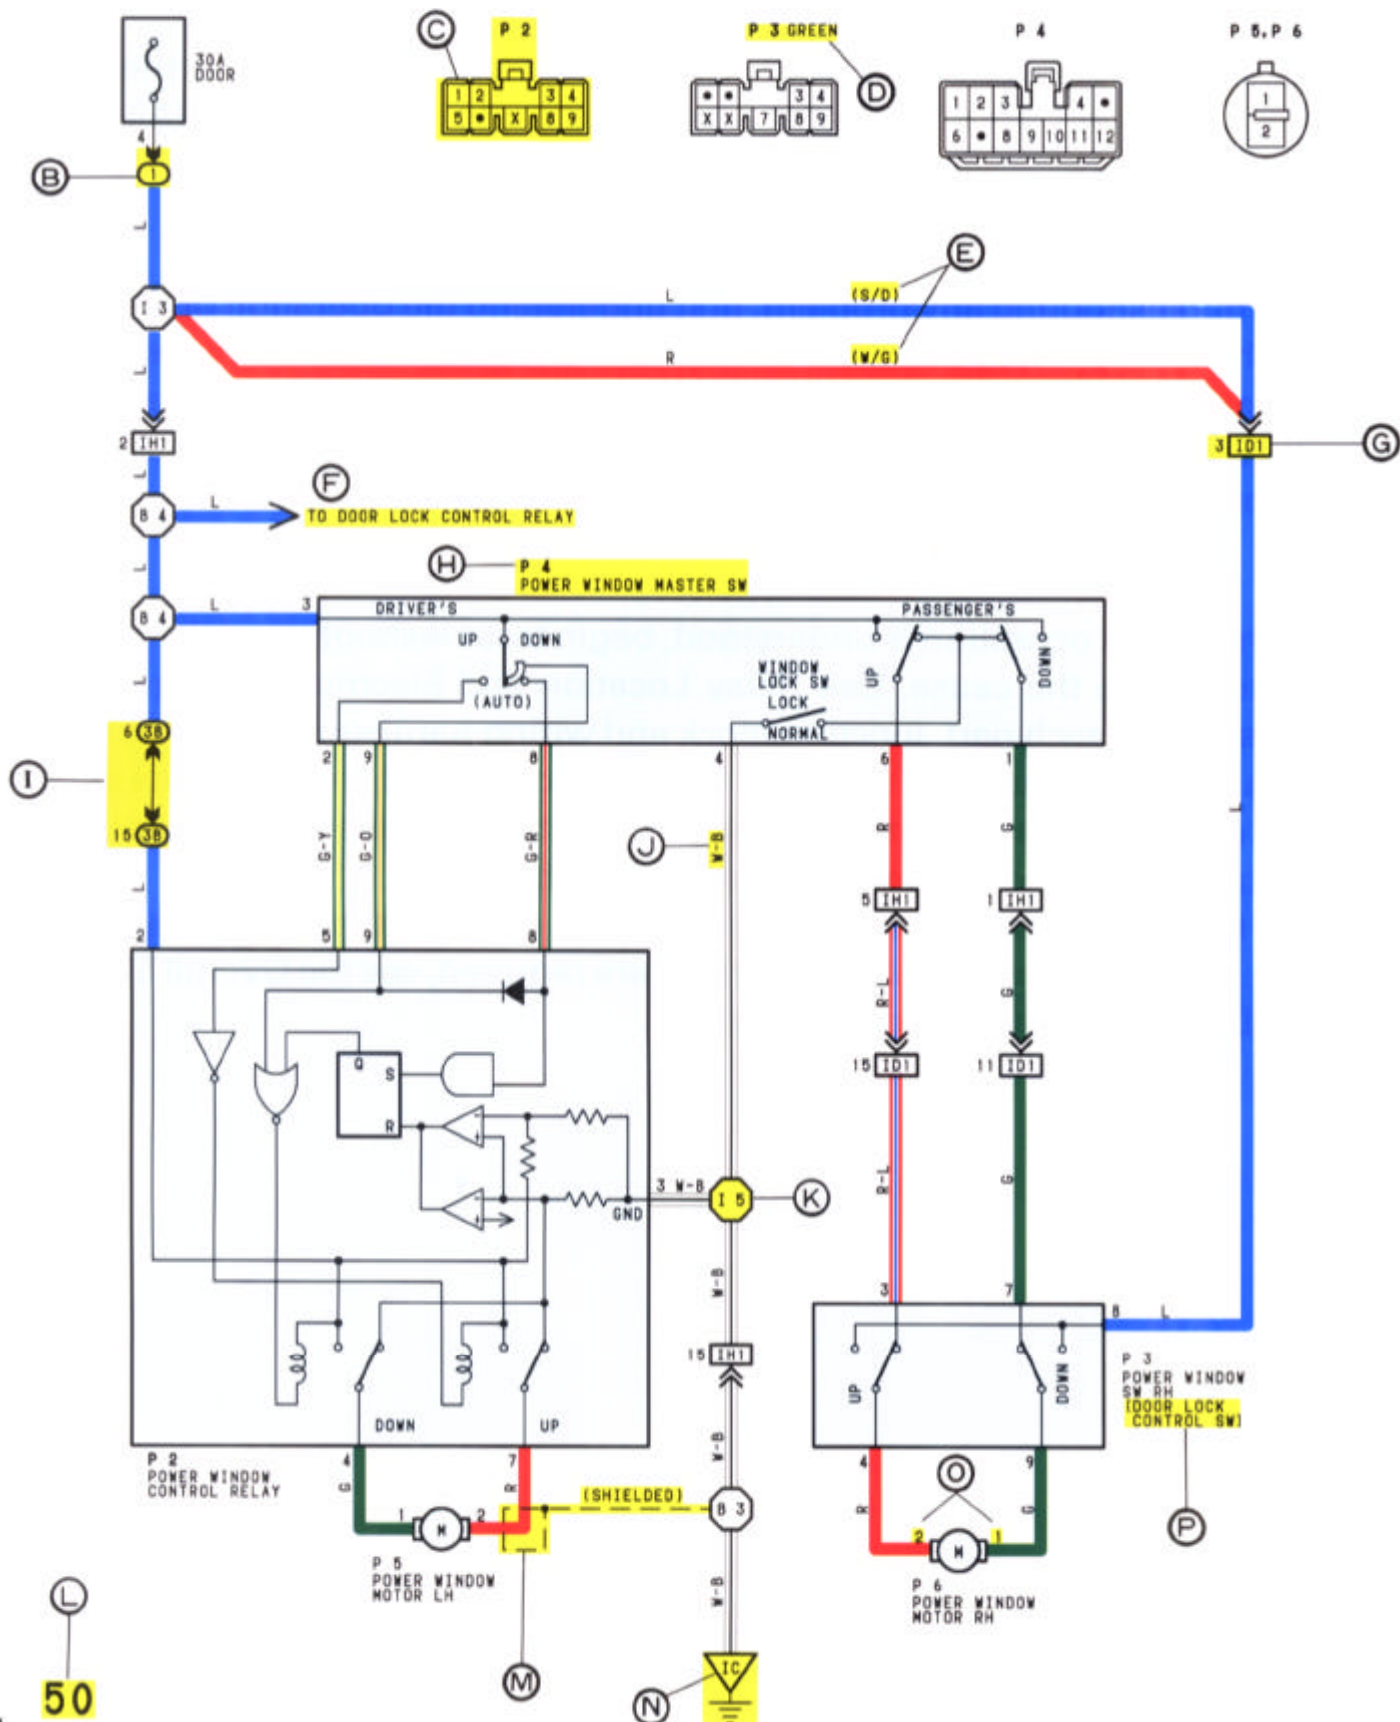 C
P 2
P 3 GREEN
P 4
P 5, P 6
30A
DOOR
1 2 3 4
5 * X 8 9
* * 3 4
X X 7 8 9
D
1 2 3 4 *
6 * 8 9 10 11 12
1
2
4
B
1
L
E
I 3
L
(S/D)
R
(W/G)
L
2 IH1
3 ID1
G
L
F
B 4
L
TO DOOR LOCK CONTROL RELAY
L
H
P 4
POWER WINDOW MASTER SW
B 4
L
3
DRIVER'S
PASSENGER'S
UP
DOWN
(AUTO)
WINDOW
LOCK SW
LOCK
NORMAL
UP
DOWN
L
6 3B
I
15 3B
2
9
8
4
6
1
L
G-Y
G-O
G-R
J
W-B
R
G
L
5 IH1
1 IH1
2
5
9
8
R-L
G
15 ID1
11 ID1
Q
S
R
-
+
-
R-L
G
3 W-B
I 5
K
GND
W-B
3
7
8
L
15 IH1
UP
DOWN
P 3
POWER WINDOW
SW RH
[DOOR LOCK
CONTROL SW]
DOWN
UP
W-B
P 2
POWER WINDOW
CONTROL RELAY
4
7
G
R
(SHIELDED)
B 3
4
9
O
R
G
P
1
M
2
2
M
1
P 5
POWER WINDOW
MOTOR LH
P 6
POWER WINDOW
MOTOR RH
W-B
L
M
IC
N
50